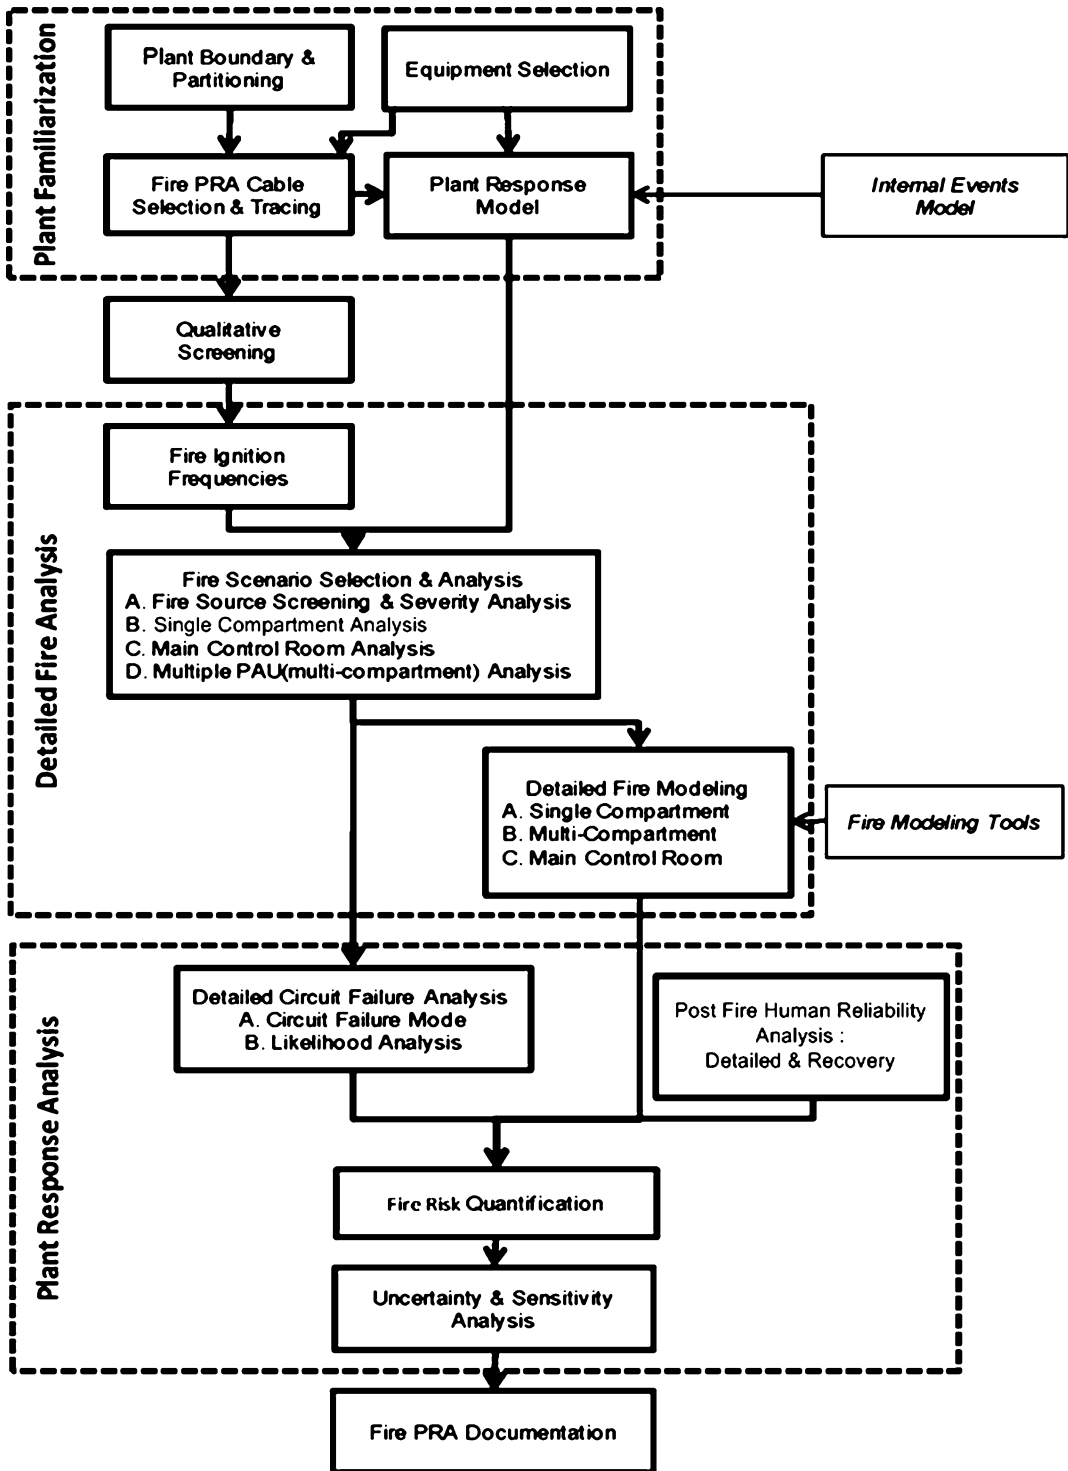 Plant Familiarization
Plant Boundary &
Partitioning
Equipment Selection
Fire PRA Cable
Selection & Tracing
Plant Response
Model
Internal Events
Model
Qualitative
Screening
Detailed Fire Analysis
Fire Ignition
Frequencies
Fire Scenario Selection & Analysis
A. Fire Source Screening & Severity Analysis
B. Single Compartment Analysis
C. Main Control Room Analysis
D. Multiple PAU(multi-compartment) Analysis
Detailed Fire Modeling
A. Single Compartment
B. Multi-Compartment
C. Main Control Room
Fire Modeling Tools
Plant Response Analysis
Detailed Circuit Failure Analysis
A. Circuit Failure Mode
B. Likelihood Analysis
Post Fire Human Reliability
Analysis :
Detailed & Recovery
Fire Risk Quantification
Uncertainty & Sensitivity
Analysis
Fire PRA Documentation